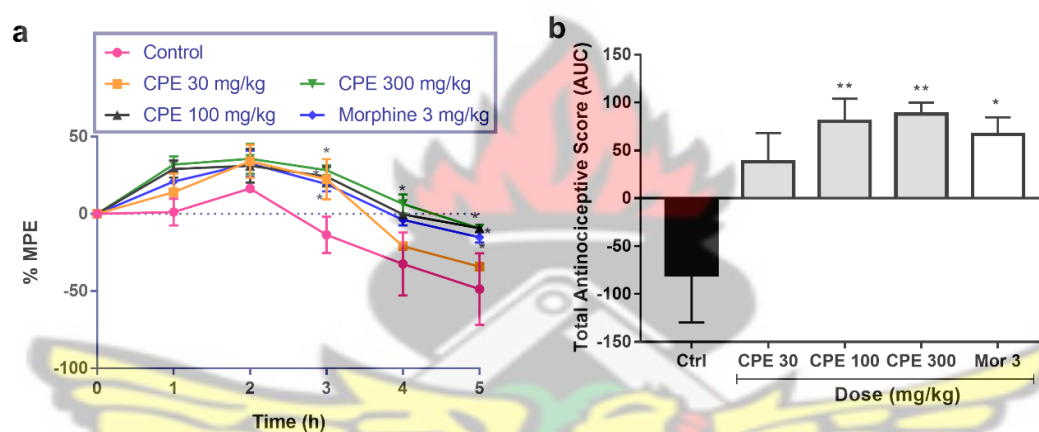 a
Control
CPE 30 mg/kg
CPE 300 mg/kg
CPE 100 mg/kg
Morphine 3 mg/kg
50
0
-50
-100
% MPE
0 1 2 3 4 5
Time (h)
*
*
*
*
*
*
*
b
150
100
50
0
-50
-100
-150
Total Antinociceptive Score (AUC)
** ** *
Ctrl CPE 30 CPE 100 CPE 300 Mor 3
Dose (mg/kg)